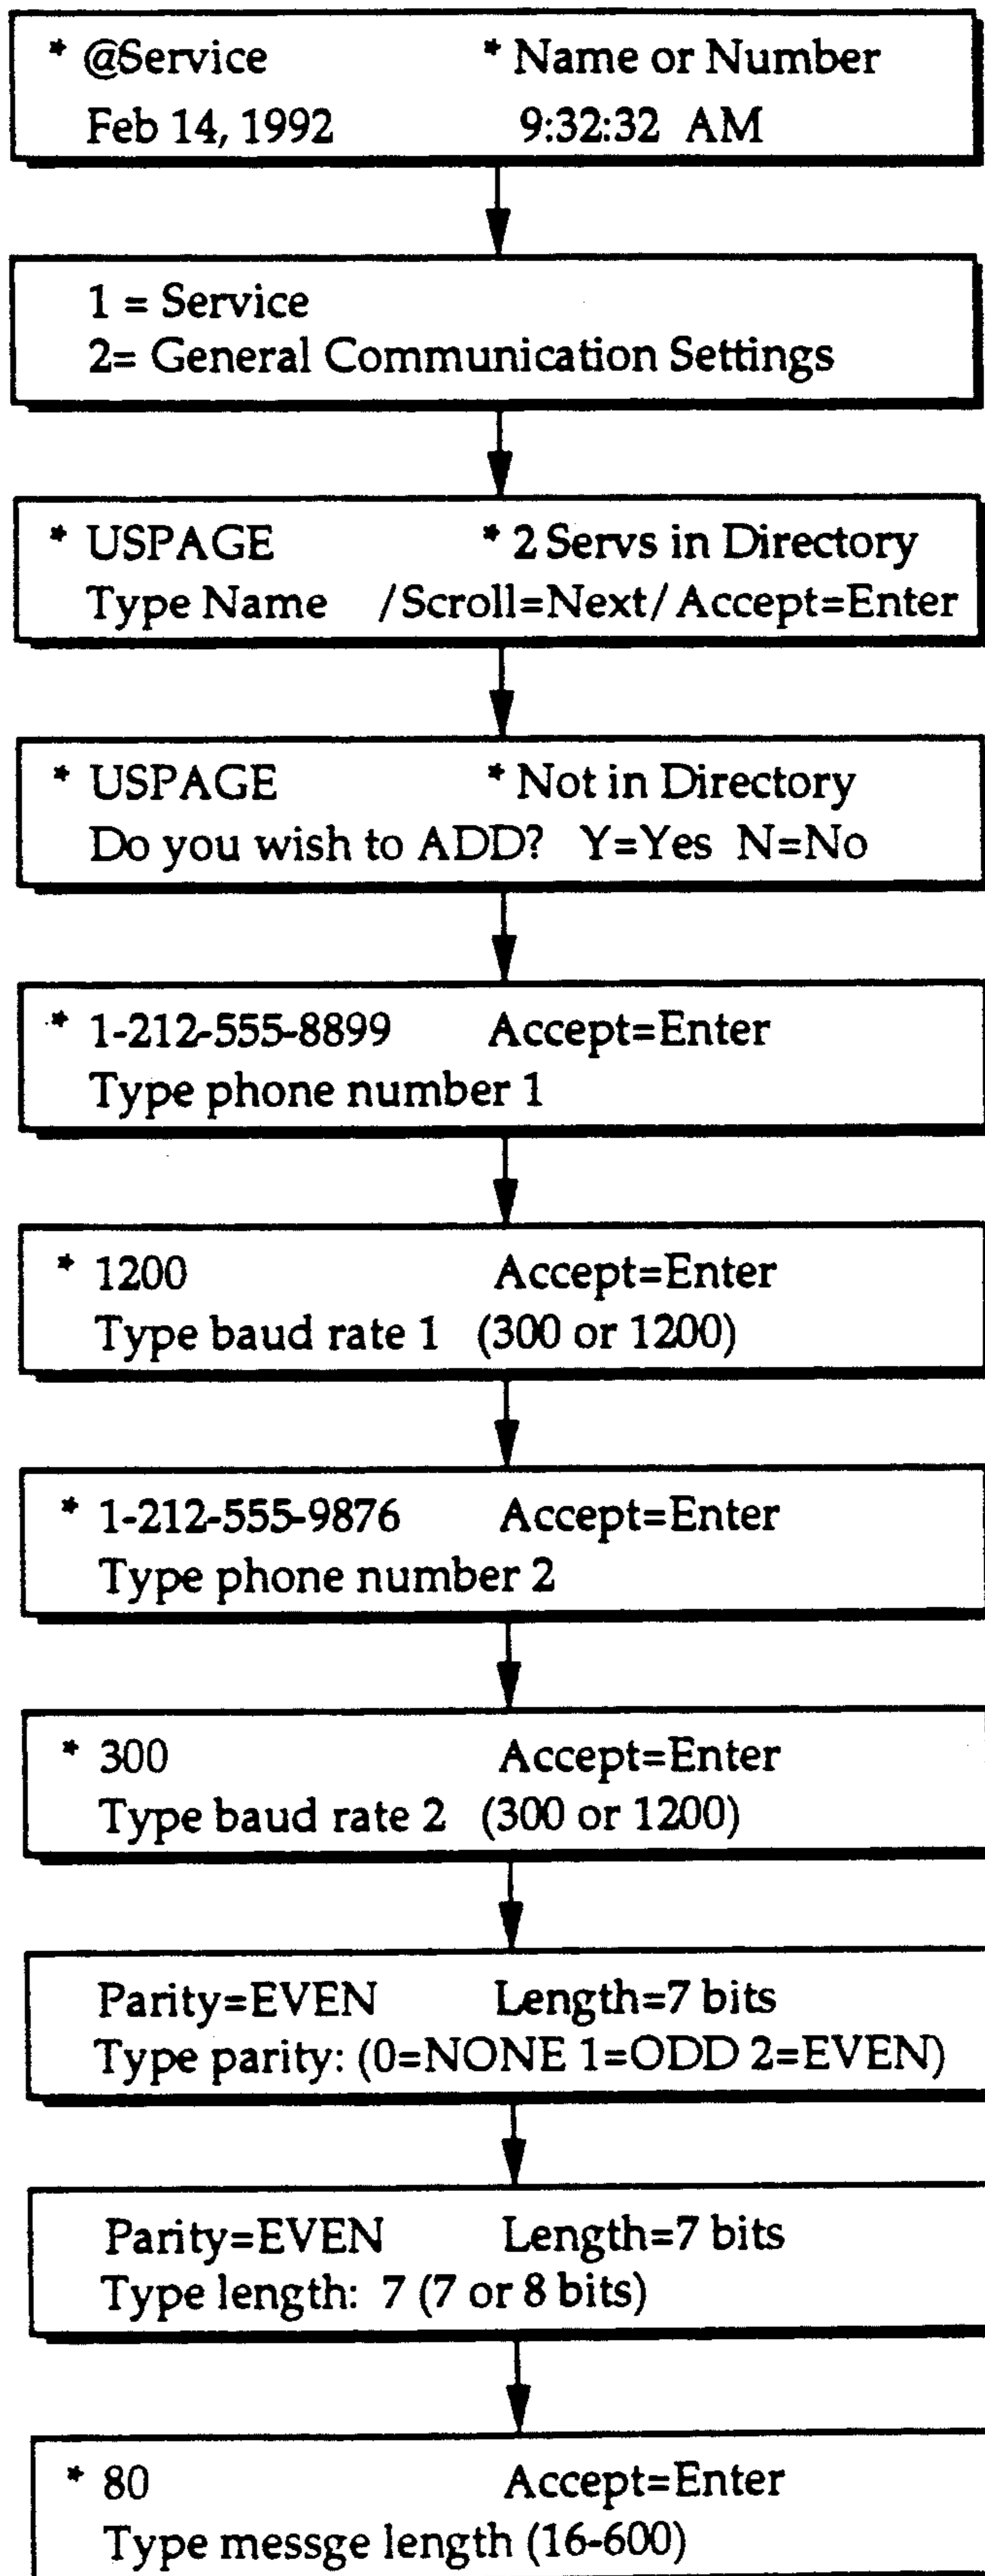 * @Service * Name or Number
Feb 14, 1992 9:32:32 AM
1 = Service
2= General Communication Settings
* USPAGE * 2 Servs in Directory
Type Name /Scroll=Next/Accept=Enter
* USPAGE * Not in Directory
Do you wish to ADD? Y=Yes N=No
* 1-212-555-8899 Accept=Enter
Type phone number 1
* 1200 Accept=Enter
Type baud rate 1 (300 or 1200)
* 1-212-555-9876 Accept=Enter
Type phone number 2
* 300 Accept=Enter
Type baud rate 2 (300 or 1200)
Parity=EVEN Length=7 bits
Type parity: (0=NONE 1=ODD 2=EVEN)
Parity=EVEN Length=7 bits
Type length: 7 (7 or 8 bits)
* 80 Accept=Enter
Type messge length (16-600)